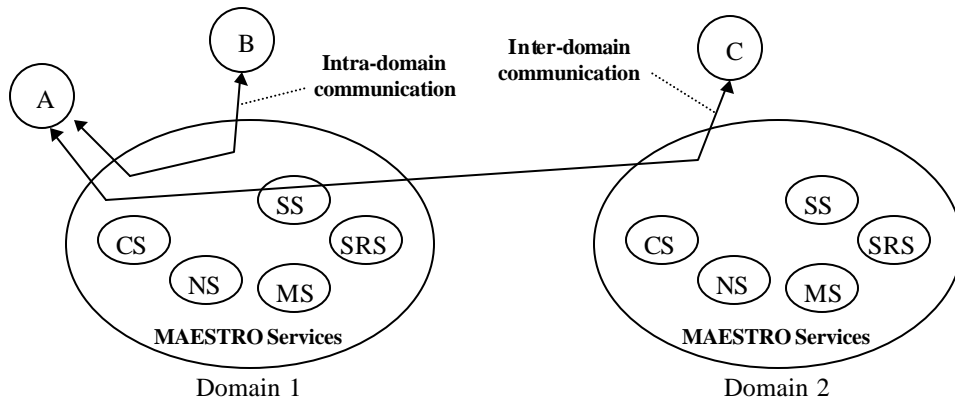 B
Intra-domain
communication
Inter-domain
communication
C
A
SS
CS
SRS
NS
MS
MAESTRO Services
Domain 1
SS
CS
SRS
NS
MS
MAESTRO Services
Domain 2